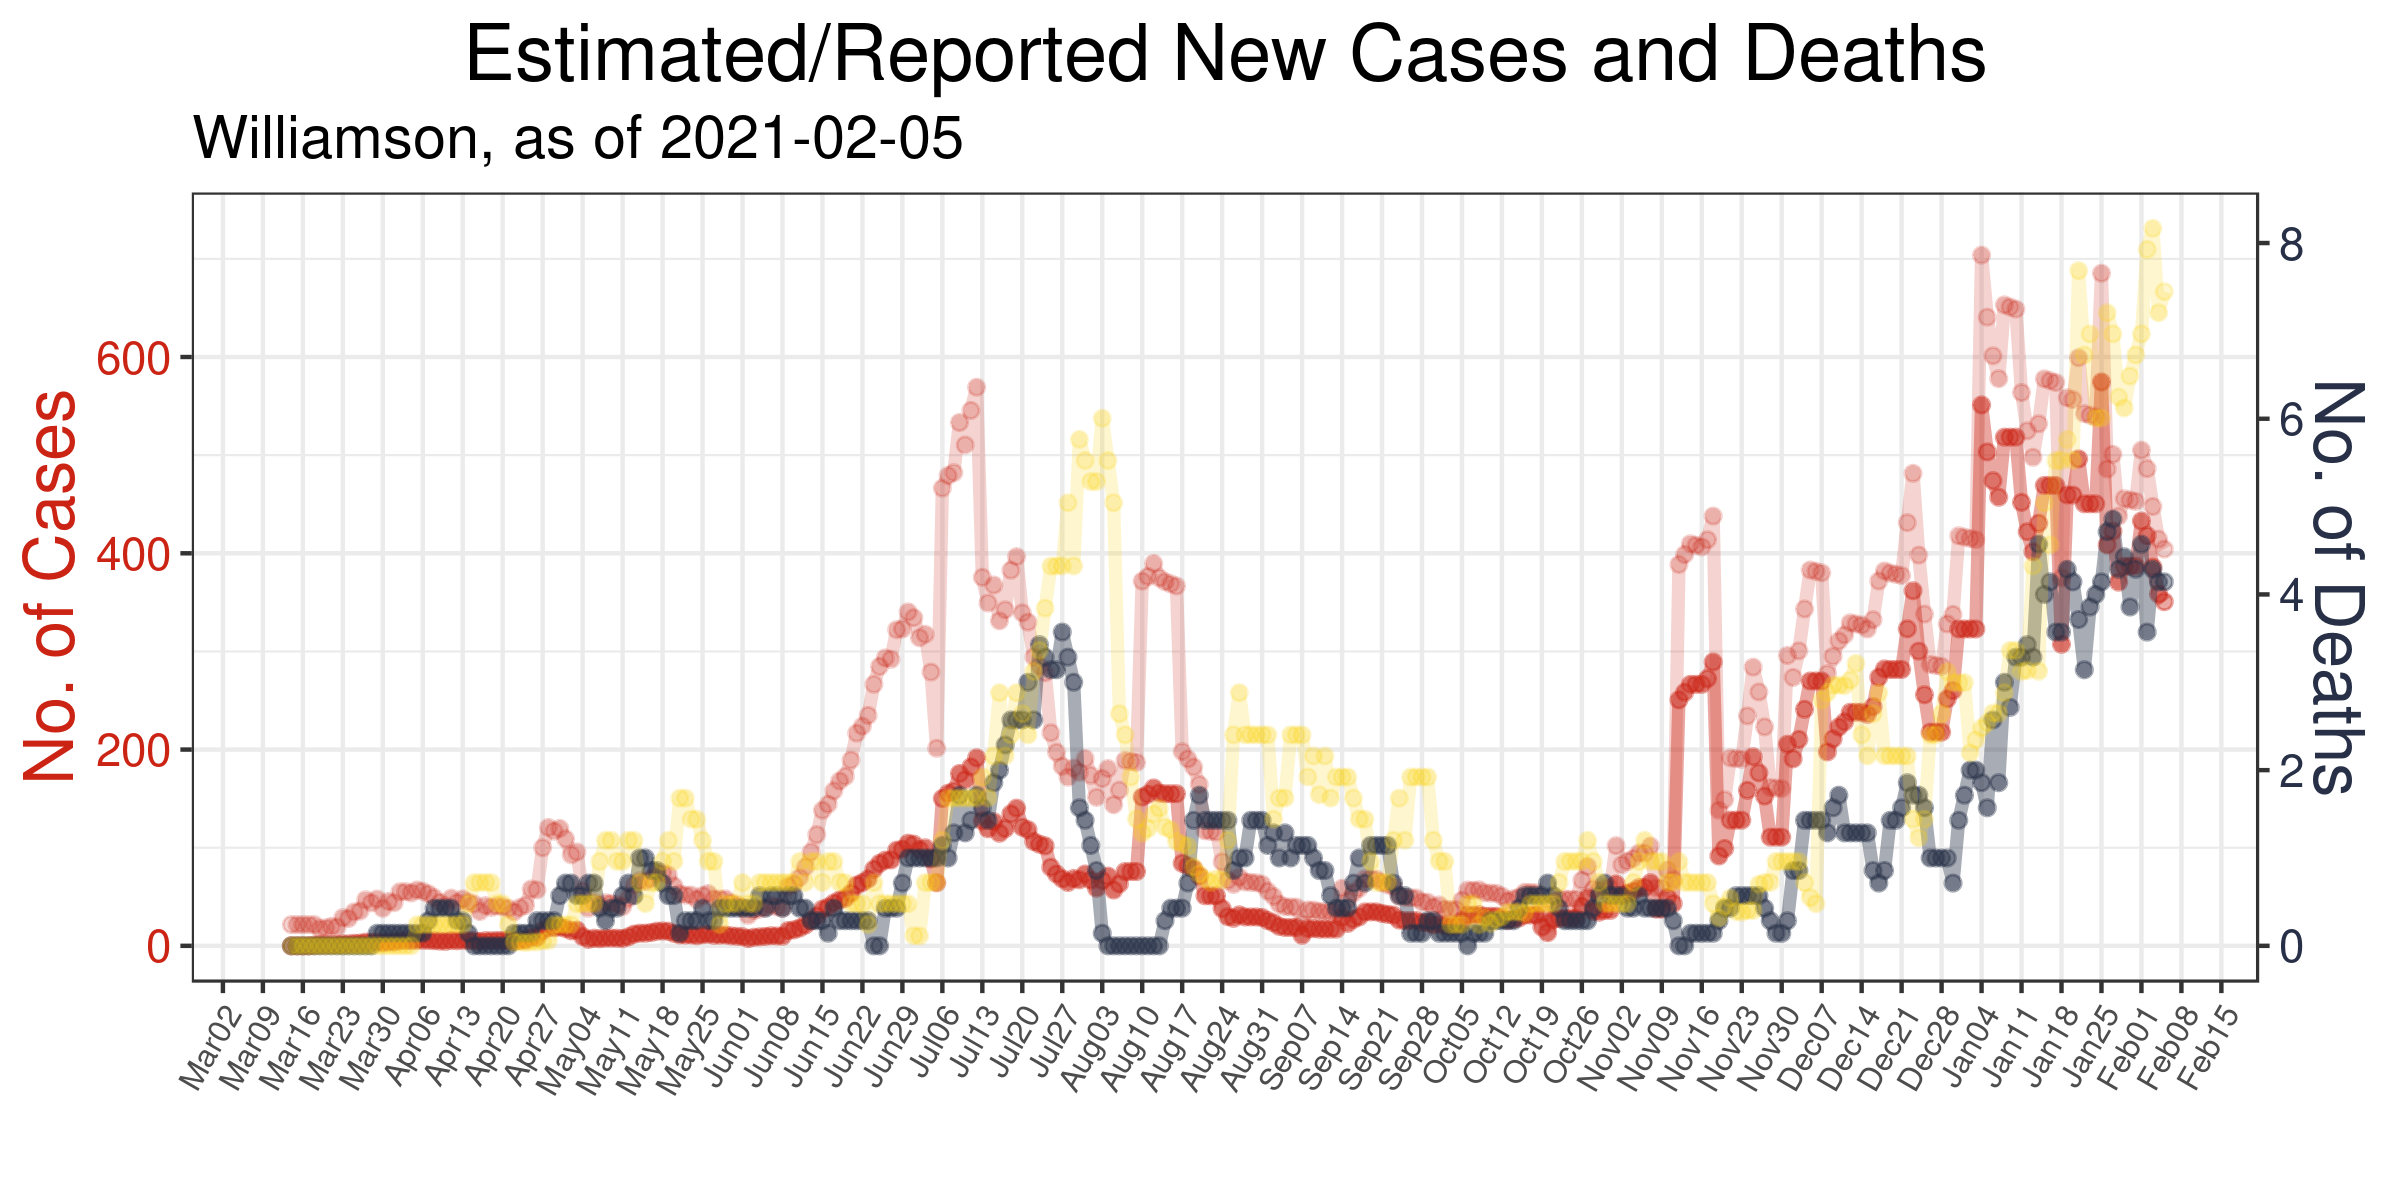 Estimated/Reported New Cases and Deaths
Williamson, as of 2021-02-05
No. of Cases
600
400
200
0
8
6
4
2
0
No. of Deaths
Mar02
Mar09
Mar16
Mar23
Mar30
Apr06
Apr13
Apr20
Apr27
May04
May11
May18
May25
Jun01
Jun08
Jun15
Jun22
Jun29
Jul06
Jul13
Jul20
Jul27
Aug03
Aug10
Aug17
Aug24
Aug31
Sep07
Sep14
Sep21
Sep28
Oct05
Oct12
Oct19
Oct26
Nov02
Nov09
Nov16
Nov23
Nov30
Dec07
Dec14
Dec21
Dec28
Jan04
Jan11
Jan18
Jan25
Feb01
Feb08
Feb15